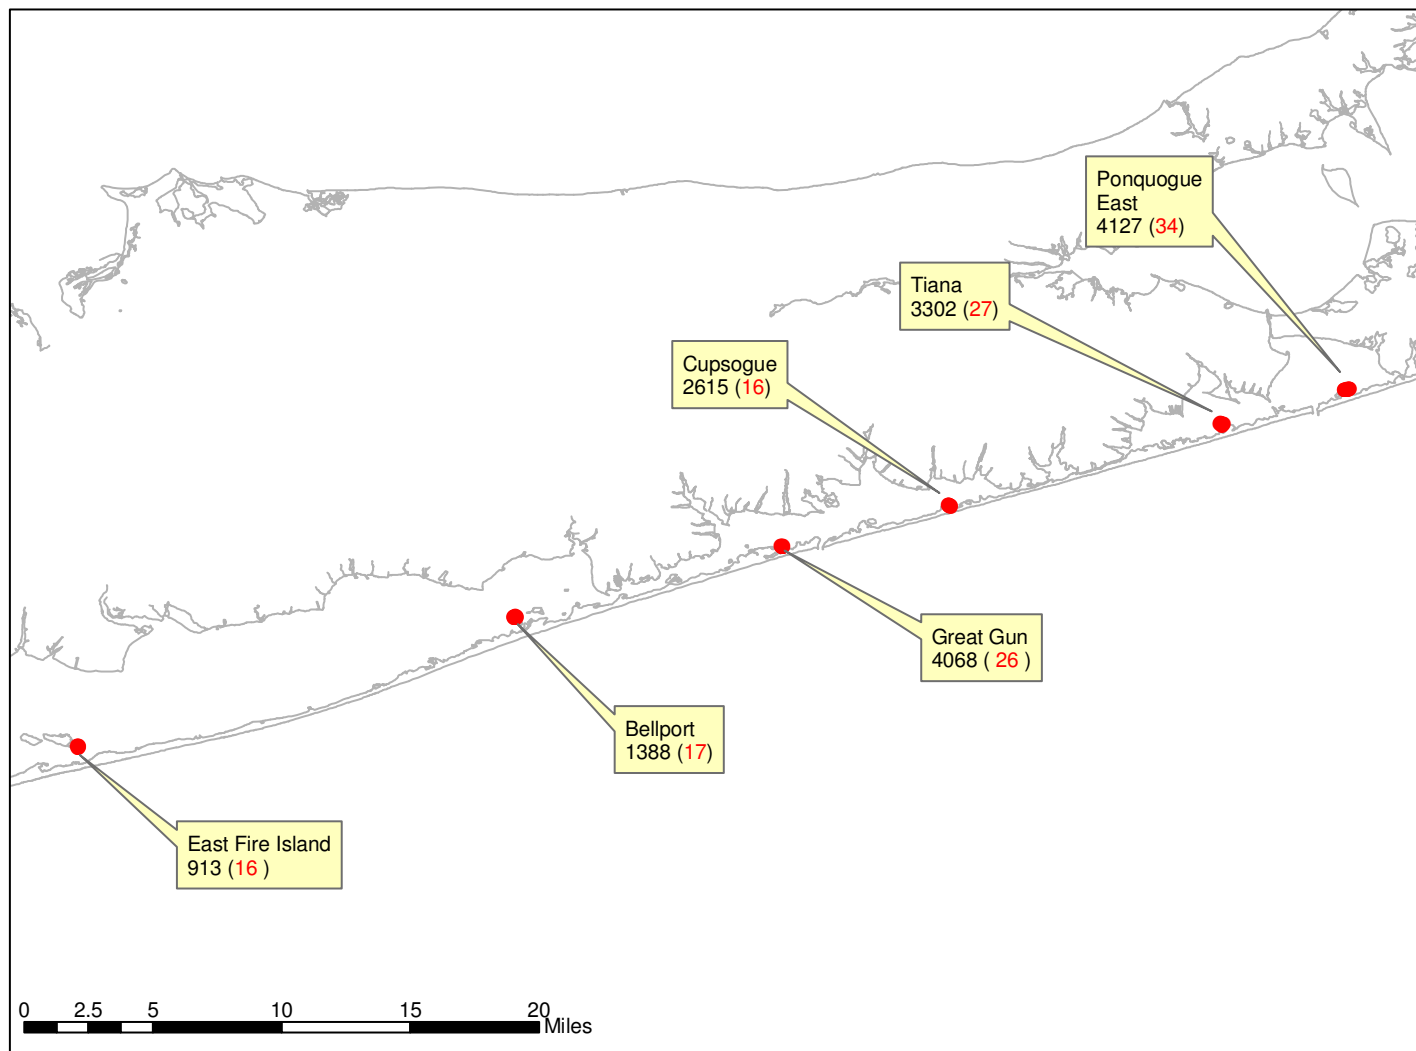 Ponquogue
East
4127 (34)
Tiana
3302 (27)
Cupsogue
2615 (16)
Great Gun
4068 ( 26 )
Bellport
1388 (17)
East Fire Island
913 (16 )
0 2.5 5 10 15 20
Miles